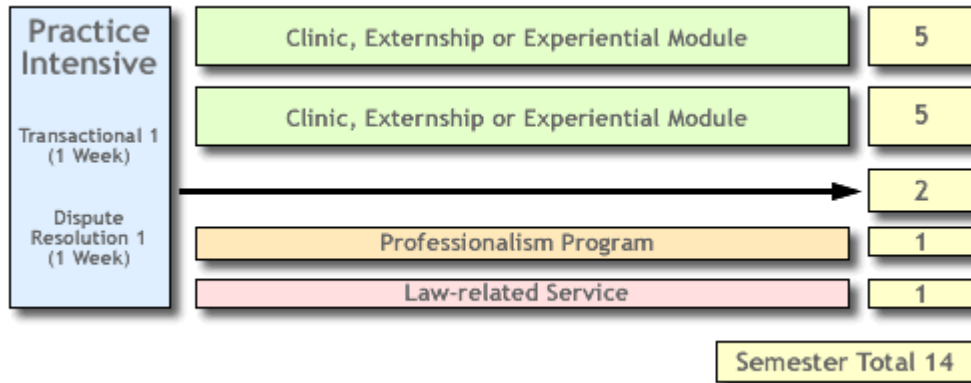 Practice
Intensive
Transactional 1
(1 Week)
Dispute
Resolution 1
(1 Week)
Clinic, Externship or Experiential Module
5
Clinic, Externship or Experiential Module
5
2
Professionalism Program
1
Law-related Service
1
Semester Total 14